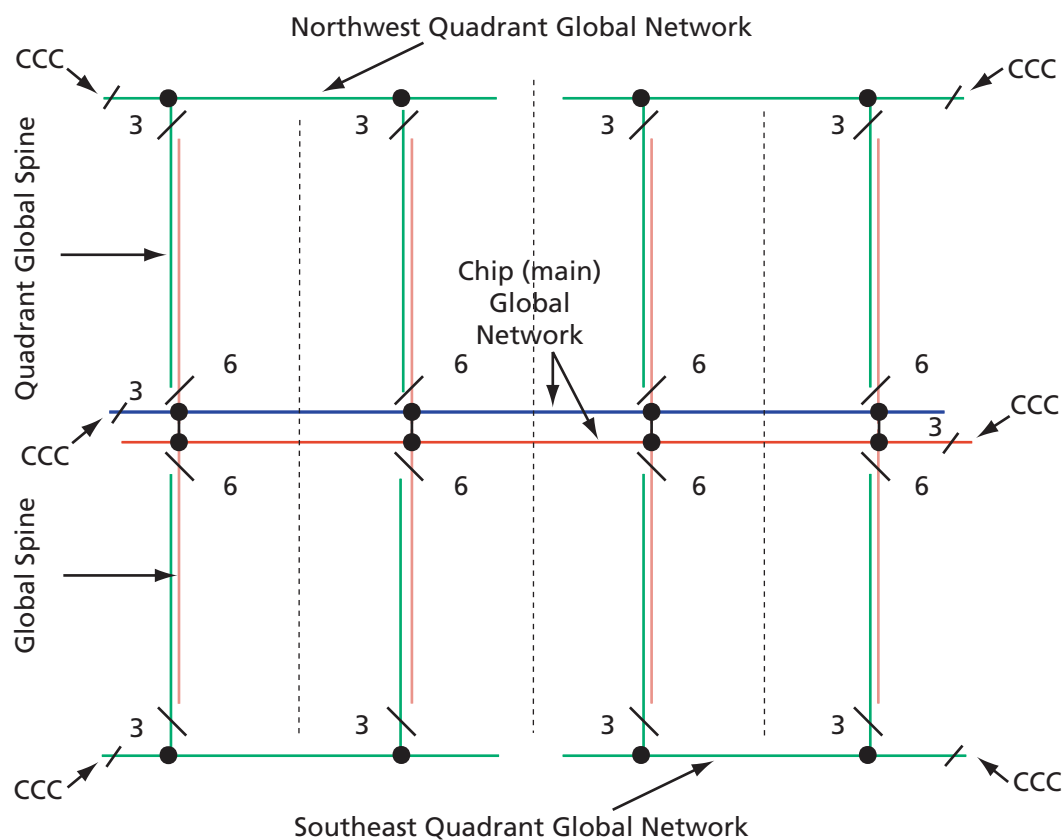 Northwest Quadrant Global Network
CCC
CCC
3
3
3
3
Quadrant Global Spine
Chip (main)
Global
Network
6
6
6
6
3
CCC
3
CCC
6
6
6
6
Global Spine
3
3
3
3
CCC
CCC
Southeast Quadrant Global Network